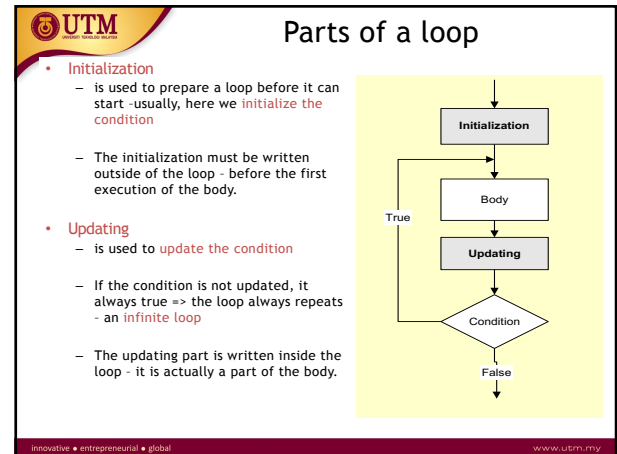 UTM
UNIVERSITI TEKNOLOGI MALAYSIA
Parts of a loop
• Initialization
– is used to prepare a loop before it can
start –usually, here we initialize the
condition
– The initialization must be written
outside of the loop – before the first
execution of the body.
• Updating
– is used to update the condition
– If the condition is not updated, it
always true => the loop always repeats
– an infinite loop
– The updating part is written inside the
loop – it is actually a part of the body.
Initialization
Body
True
Updating
Condition
False
innovative ● entrepreneurial ● global
www.utm.my